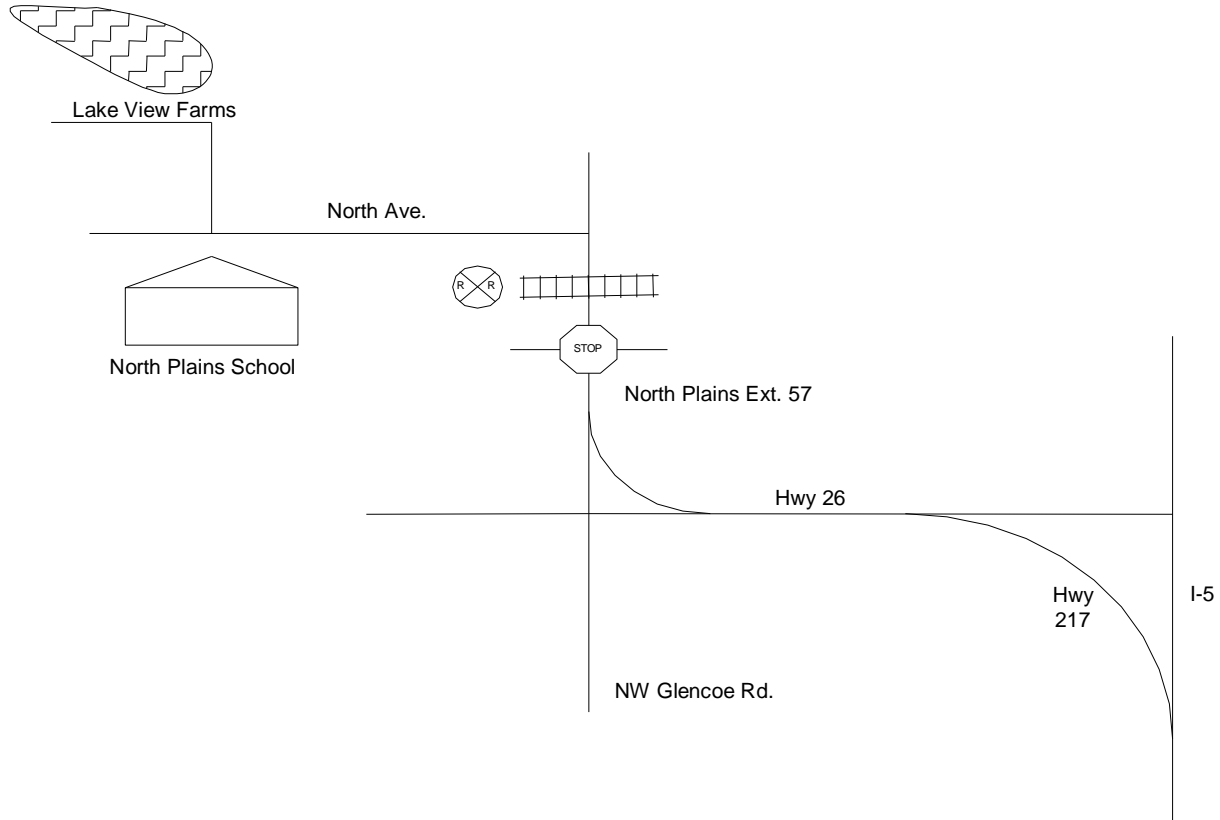 Lake View Farms
North Ave.
R R
STOP
North Plains School
North Plains Ext. 57
Hwy 26
Hwy
217
I-5
NW Glencoe Rd.